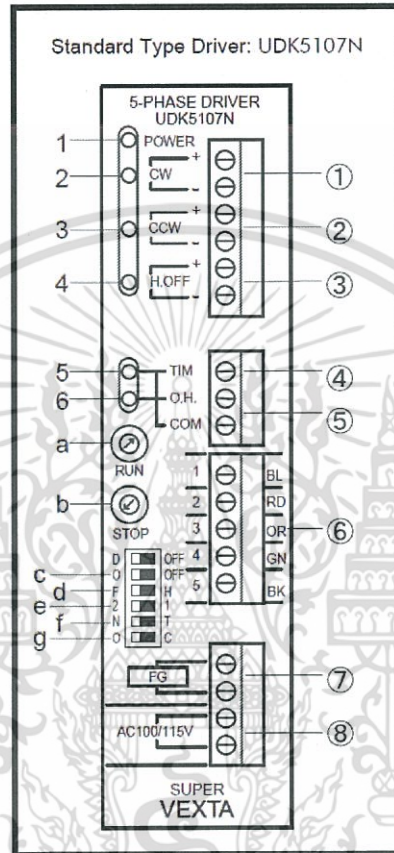 Standard Type Driver: UDK5107N
5-PHASE DRIVER
UDK5107N
1 POWER
2 CW + - ①
3 CCW + - ②
4 H.OFF + - ③
5 TIM ④
6 O.H. ⑤
COM
a RUN
b STOP
1 BL
2 RD
3 OR ⑥
4 GN
5 BK
D OFF
c O OFF
d F H
e 2 1
f N T
g O C
FG ⑦
AC100/115V ⑧
SUPER
VEXTA